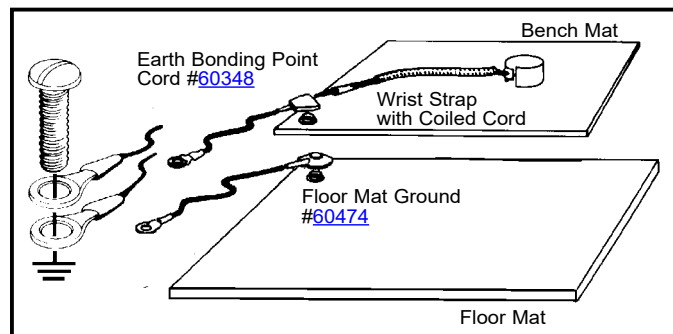 Bench Mat
Earth Bonding Point
Cord #60348
Wrist Strap
with Coiled Cord
Floor Mat Ground
#60474
Floor Mat